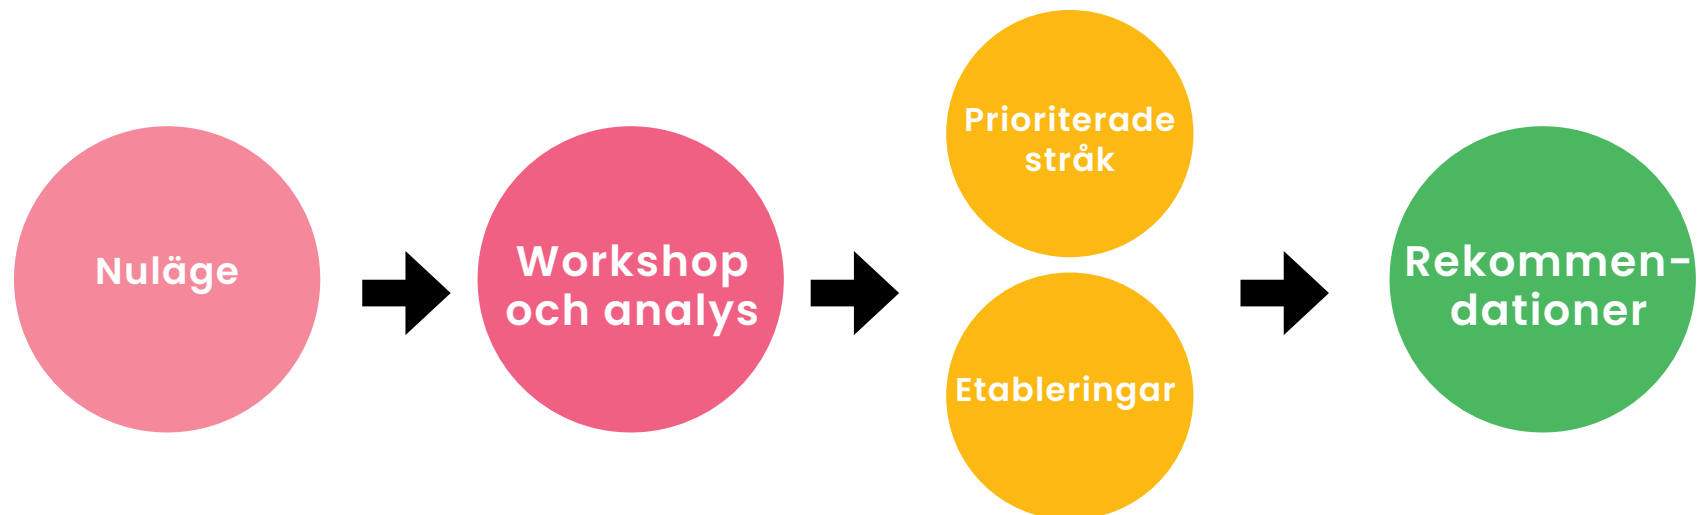 Nuläge
Workshop
och analys
Prioriterade
stråk
Etableringar
Rekommen-
dationer